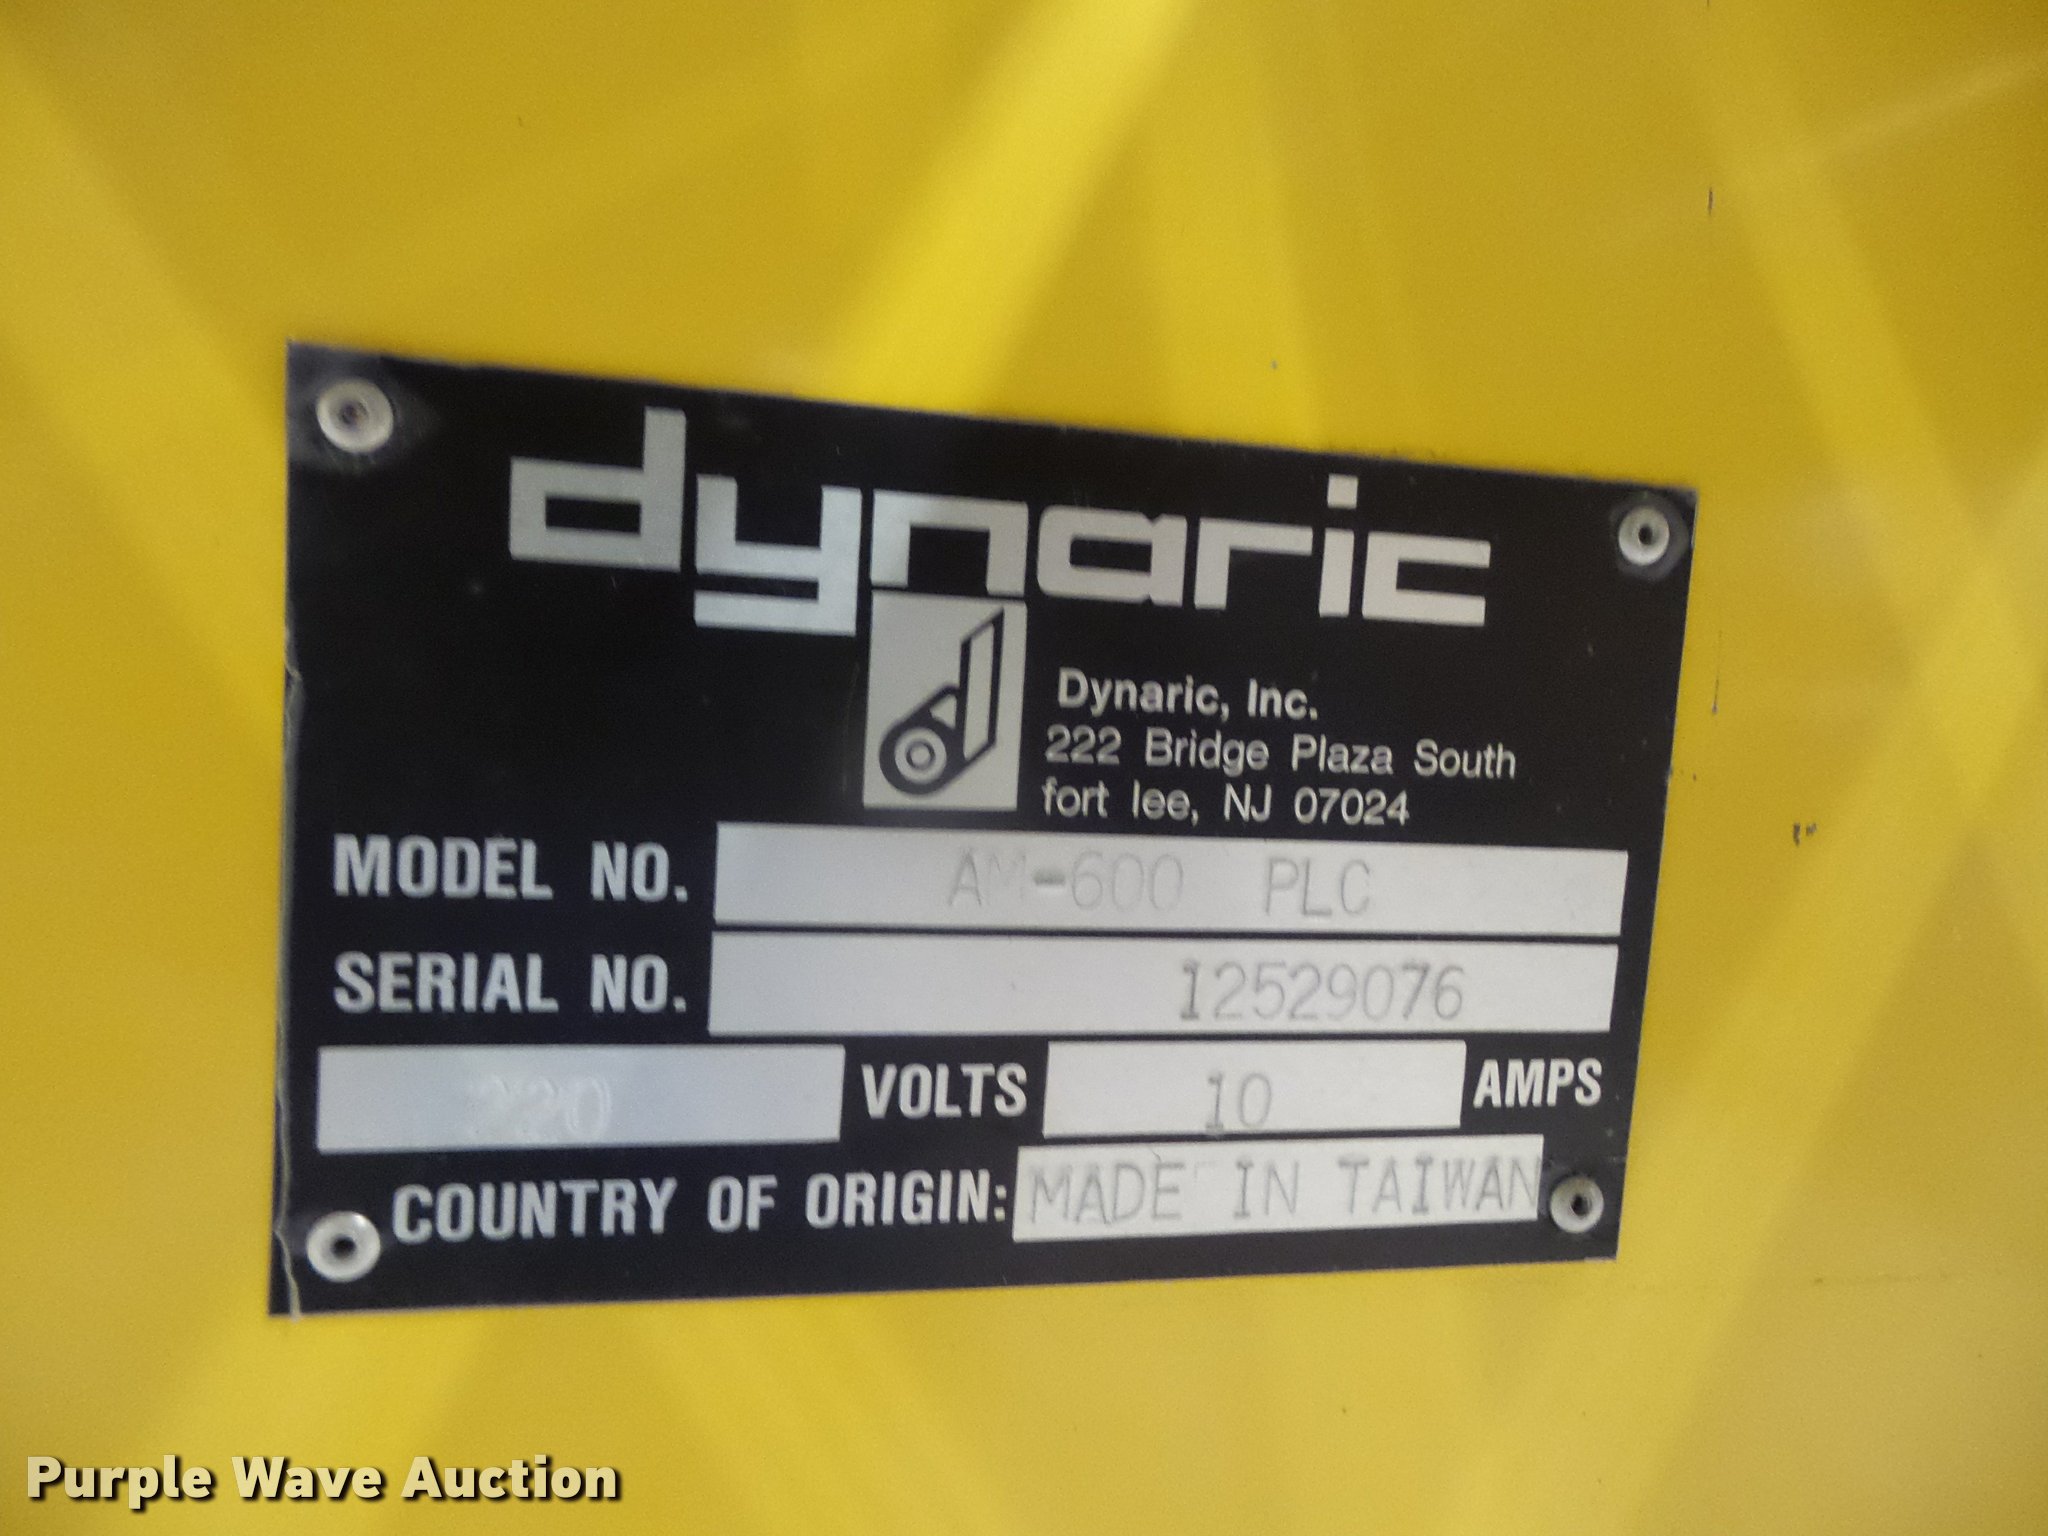 dynaric
Dynaric, Inc.
222 Bridge Plaza South
fort lee, NJ 07024
MODEL NO. AM-600 PLC
SERIAL NO. 12529076
220 VOLTS 10 AMPS
COUNTRY OF ORIGIN: MADE IN TAIWAN
Purple Wave Auction